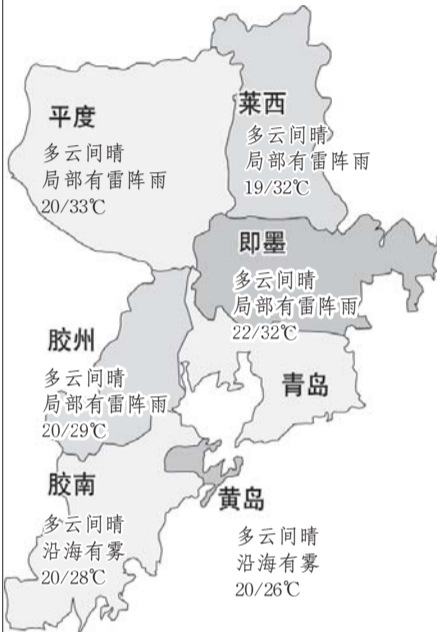 平度
多云间晴
局部有雷阵雨
20/33℃
莱西
多云间晴
局部有雷阵雨
19/32℃
即墨
多云间晴
局部有雷阵雨
22/32℃
胶州
多云间晴
局部有雷阵雨
20/29℃
青岛
胶南
多云间晴
沿海有雾
20/28℃
黄岛
多云间晴
沿海有雾
20/26℃